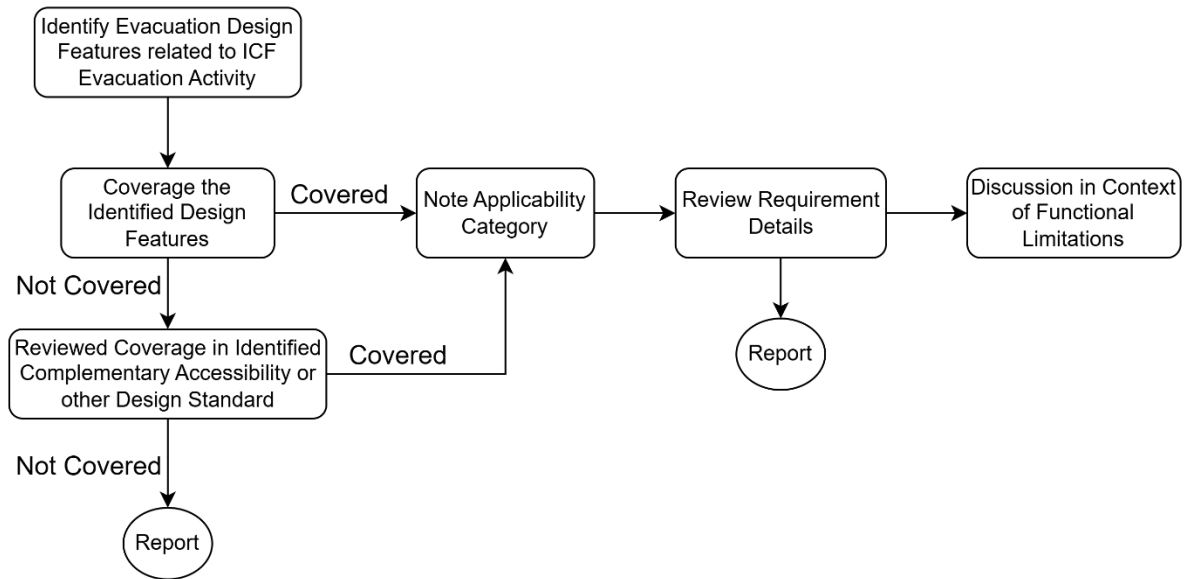 Identify Evacuation Design
Features related to ICF
Evacuation Activity
Coverage the
Identified Design
Features
Covered
Note Applicability
Category
Review Requirement
Details
Discussion in Context
of Functional
Limitations
Not Covered
Reviewed Coverage in Identified
Complementary Accessibility or
other Design Standard
Covered
Report
Not Covered
Report